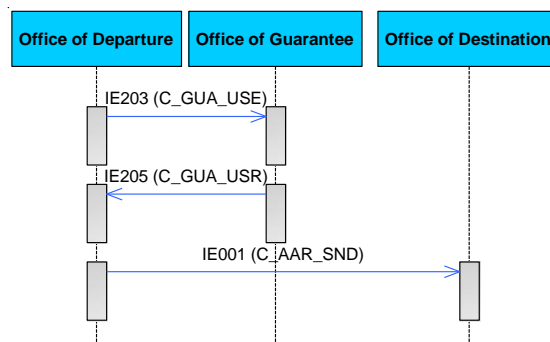 Office of Departure
Office of Guarantee
Office of Destination
IE203 (C_GUA_USE)
IE205 (C_GUA_USR)
IE001 (C_AAR_SND)